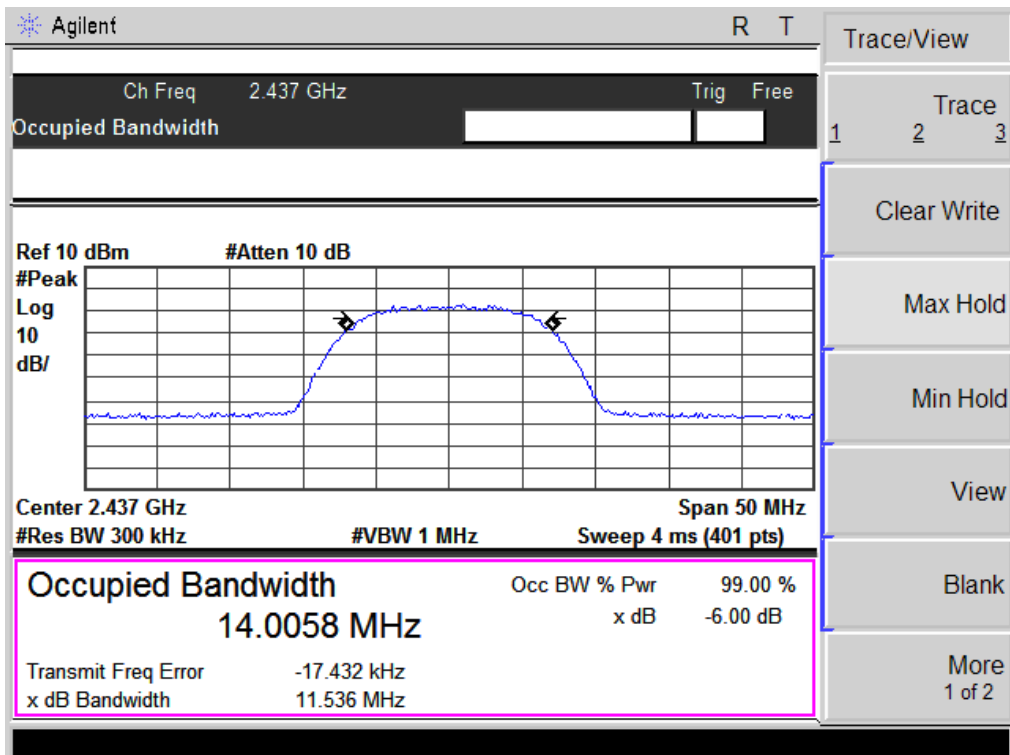 Agilent R T
Ch Freq 2.437 GHz Trig Free
Occupied Bandwidth
Ref 10 dBm #Atten 10 dB
#Peak
Log
10
dB/
Center 2.437 GHz Span 50 MHz
#Res BW 300 kHz #VBW 1 MHz Sweep 4 ms (401 pts)
Occupied Bandwidth Occ BW % Pwr 99.00 %
14.0058 MHz x dB -6.00 dB
Transmit Freq Error -17.432 kHz
x dB Bandwidth 11.536 MHz
Trace/View
Trace
1 2 3
Clear Write
Max Hold
Min Hold
View
Blank
More
1 of 2